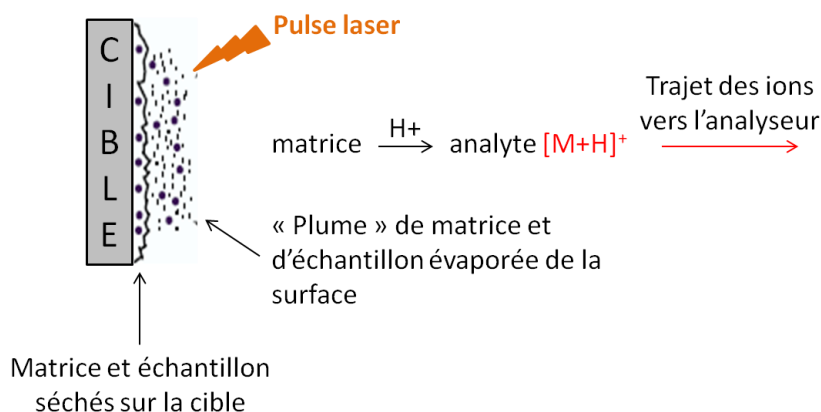 Pulse laser
CIBLE
H+
matrice → analyte [M+H]⁺
Trajet des ions
vers l’analyseur
« Plume » de matrice et
d’échantillon évaporée de la
surface
Matrice et échantillon
séchés sur la cible